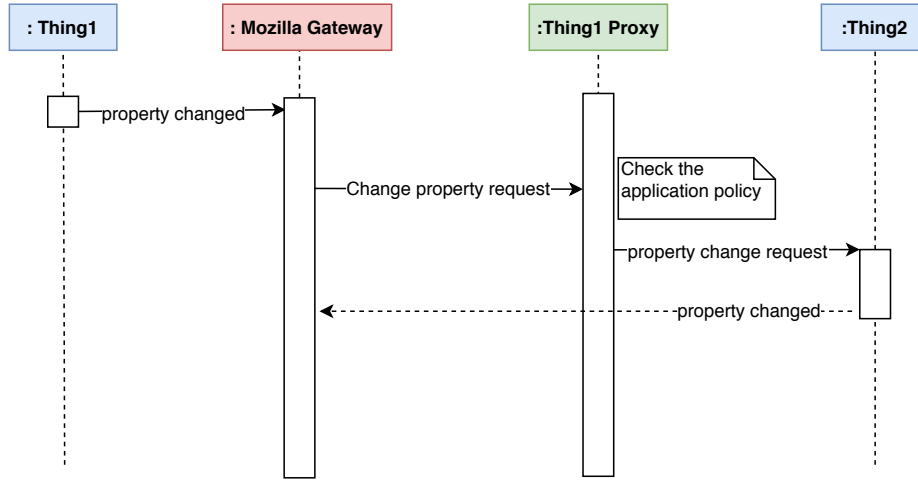 : Thing1
: Mozilla Gateway
:Thing1 Proxy
:Thing2
property changed
Change property request
Check the
application policy
property change request
property changed